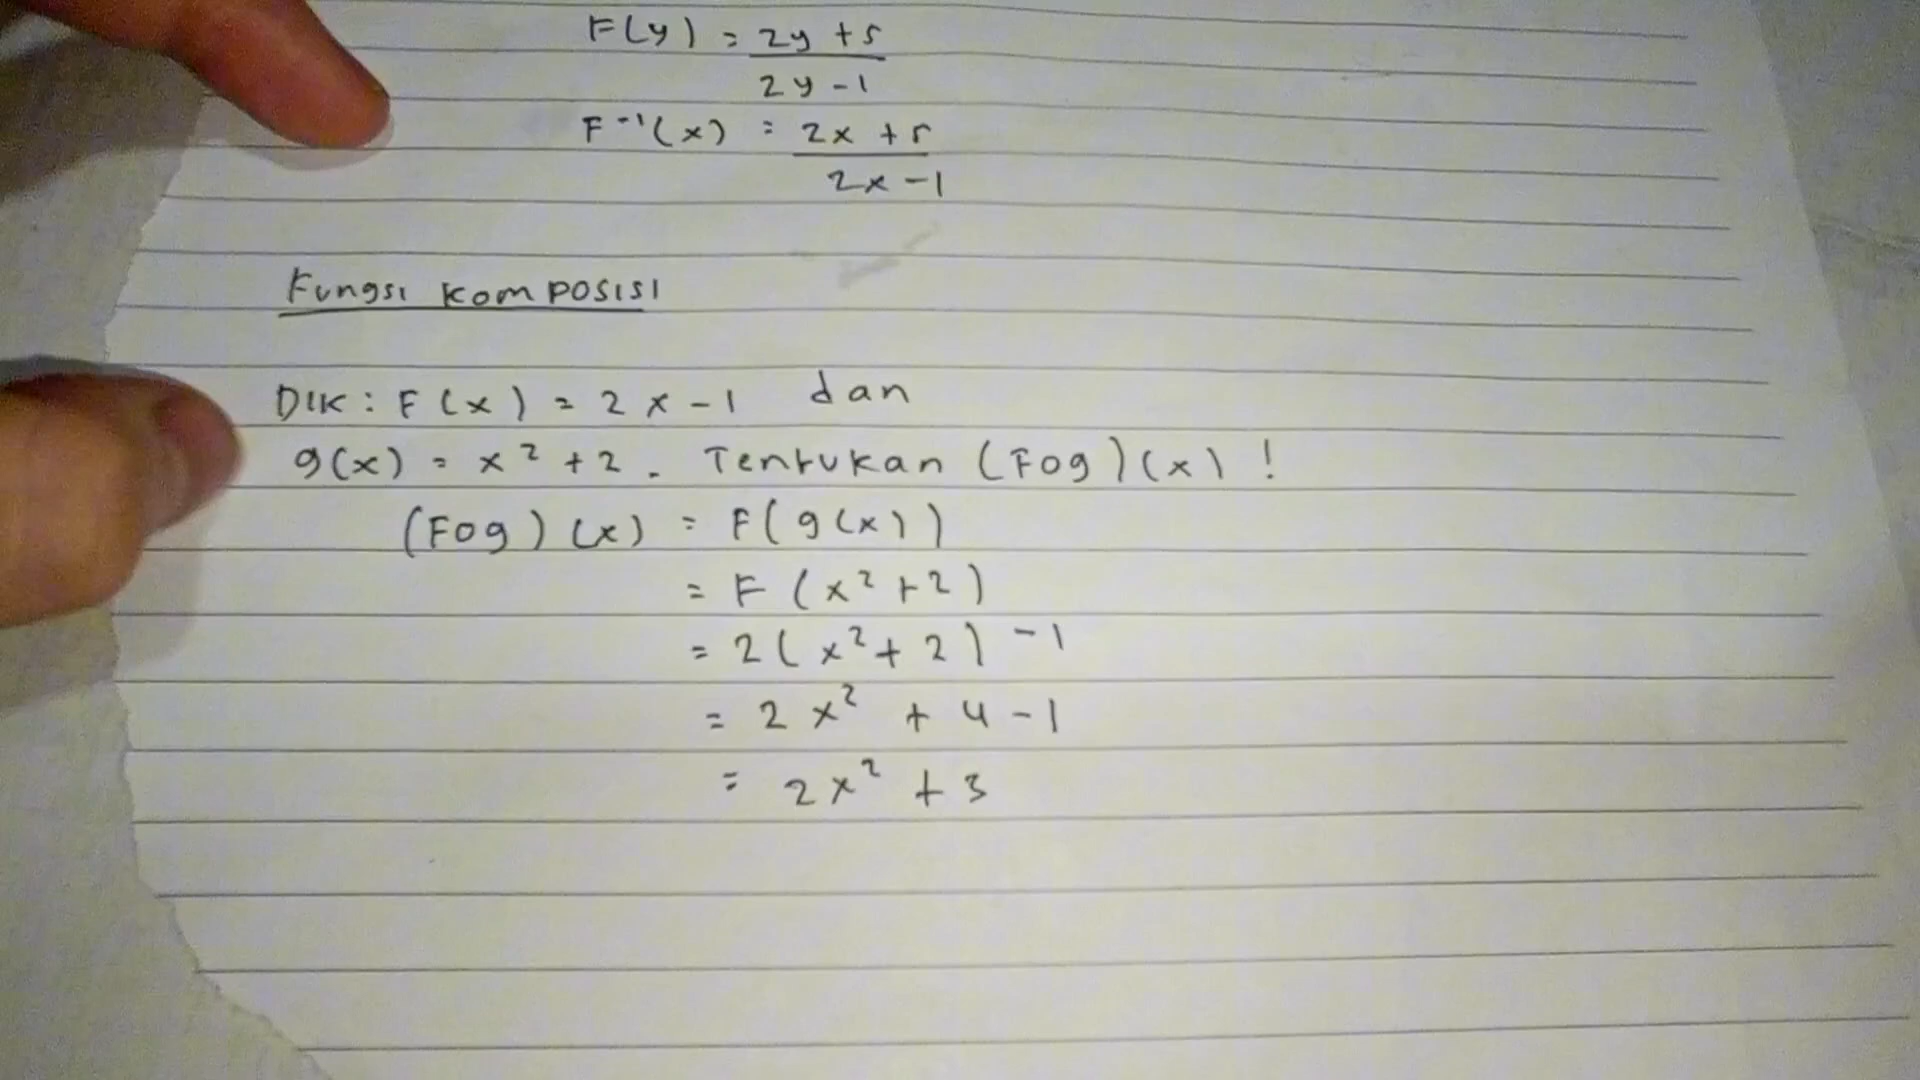 F(y) = 2y + 5
2y - 1
F⁻¹(x) = 2x + 5
2x - 1
Fungsi Komposisi
DIK : F(x) = 2x - 1 dan
g(x) = x² + 2. Tentukan (Fog)(x) !
(Fog)(x) = F(g(x))
= F(x² + 2)
= 2(x² + 2) - 1
= 2x² + 4 - 1
= 2x² + 3